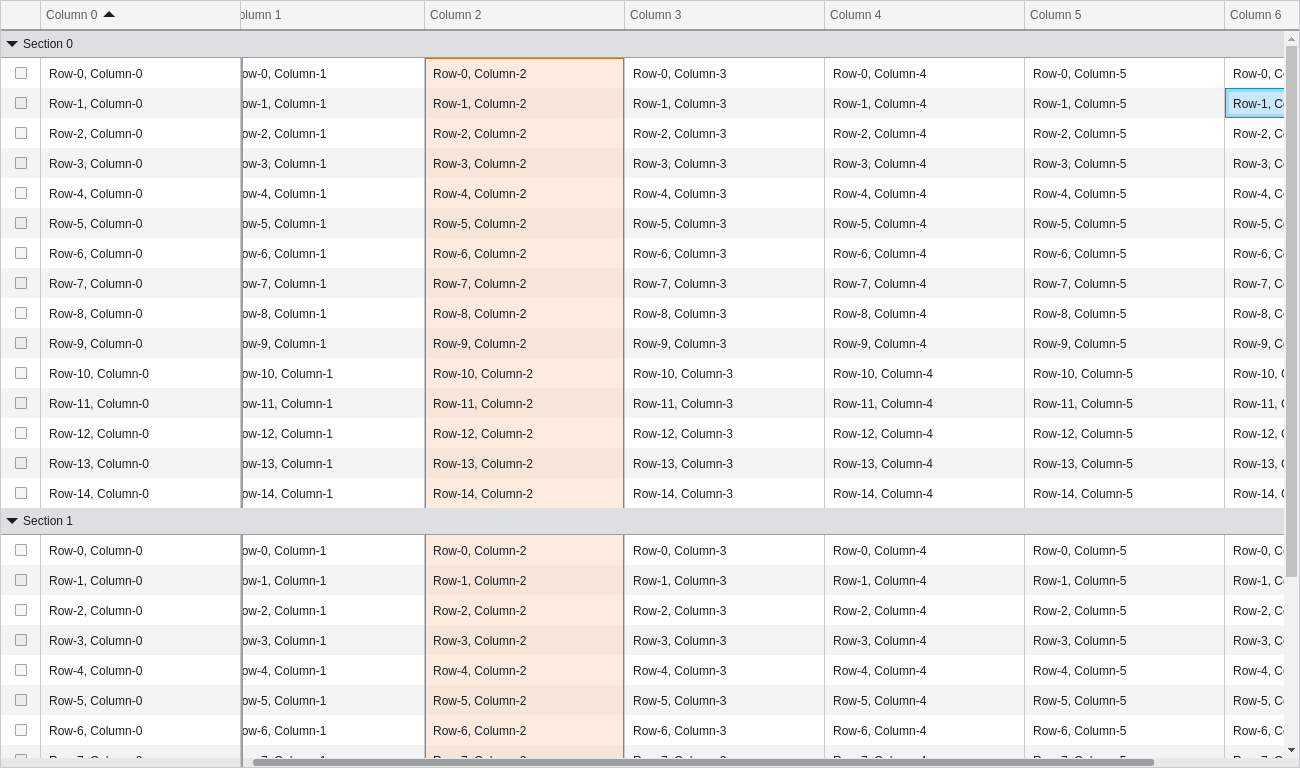 Column 0 olumn 1 Column 2 Column 3 Column 4 Column 5 Column 6
Section 0
Row-0, Column-0 ow-0, Column-1 Row-0, Column-2 Row-0, Column-3 Row-0, Column-4 Row-0, Column-5 Row-0, C
Row-1, Column-0 ow-1, Column-1 Row-1, Column-2 Row-1, Column-3 Row-1, Column-4 Row-1, Column-5 Row-1, C
Row-2, Column-0 ow-2, Column-1 Row-2, Column-2 Row-2, Column-3 Row-2, Column-4 Row-2, Column-5 Row-2, C
Row-3, Column-0 ow-3, Column-1 Row-3, Column-2 Row-3, Column-3 Row-3, Column-4 Row-3, Column-5 Row-3, C
Row-4, Column-0 ow-4, Column-1 Row-4, Column-2 Row-4, Column-3 Row-4, Column-4 Row-4, Column-5 Row-4, C
Row-5, Column-0 ow-5, Column-1 Row-5, Column-2 Row-5, Column-3 Row-5, Column-4 Row-5, Column-5 Row-5, C
Row-6, Column-0 ow-6, Column-1 Row-6, Column-2 Row-6, Column-3 Row-6, Column-4 Row-6, Column-5 Row-6, C
Row-7, Column-0 ow-7, Column-1 Row-7, Column-2 Row-7, Column-3 Row-7, Column-4 Row-7, Column-5 Row-7, C
Row-8, Column-0 ow-8, Column-1 Row-8, Column-2 Row-8, Column-3 Row-8, Column-4 Row-8, Column-5 Row-8, C
Row-9, Column-0 ow-9, Column-1 Row-9, Column-2 Row-9, Column-3 Row-9, Column-4 Row-9, Column-5 Row-9, C
Row-10, Column-0 ow-10, Column-1 Row-10, Column-2 Row-10, Column-3 Row-10, Column-4 Row-10, Column-5 Row-10,
Row-11, Column-0 ow-11, Column-1 Row-11, Column-2 Row-11, Column-3 Row-11, Column-4 Row-11, Column-5 Row-11,
Row-12, Column-0 ow-12, Column-1 Row-12, Column-2 Row-12, Column-3 Row-12, Column-4 Row-12, Column-5 Row-12,
Row-13, Column-0 ow-13, Column-1 Row-13, Column-2 Row-13, Column-3 Row-13, Column-4 Row-13, Column-5 Row-13,
Row-14, Column-0 ow-14, Column-1 Row-14, Column-2 Row-14, Column-3 Row-14, Column-4 Row-14, Column-5 Row-14,
Section 1
Row-0, Column-0 ow-0, Column-1 Row-0, Column-2 Row-0, Column-3 Row-0, Column-4 Row-0, Column-5 Row-0, C
Row-1, Column-0 ow-1, Column-1 Row-1, Column-2 Row-1, Column-3 Row-1, Column-4 Row-1, Column-5 Row-1, C
Row-2, Column-0 ow-2, Column-1 Row-2, Column-2 Row-2, Column-3 Row-2, Column-4 Row-2, Column-5 Row-2, C
Row-3, Column-0 ow-3, Column-1 Row-3, Column-2 Row-3, Column-3 Row-3, Column-4 Row-3, Column-5 Row-3, C
Row-4, Column-0 ow-4, Column-1 Row-4, Column-2 Row-4, Column-3 Row-4, Column-4 Row-4, Column-5 Row-4, C
Row-5, Column-0 ow-5, Column-1 Row-5, Column-2 Row-5, Column-3 Row-5, Column-4 Row-5, Column-5 Row-5, C
Row-6, Column-0 ow-6, Column-1 Row-6, Column-2 Row-6, Column-3 Row-6, Column-4 Row-6, Column-5 Row-6, C